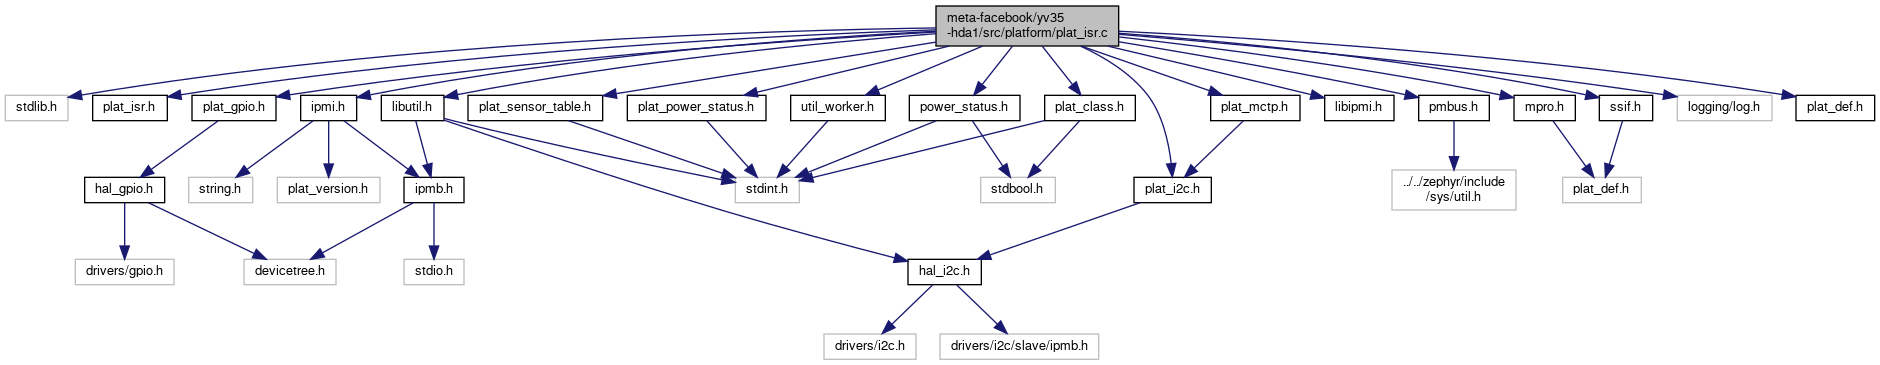 meta-facebook/yv35
-hda1/src/platform/plat_isr.c
stdlib.h
plat_isr.h
plat_gpio.h
ipmi.h
libutil.h
plat_sensor_table.h
plat_power_status.h
util_worker.h
power_status.h
plat_class.h
plat_mctp.h
libipmi.h
pmbus.h
mpro.h
ssif.h
logging/log.h
plat_def.h
hal_gpio.h
string.h
plat_version.h
ipmb.h
stdint.h
stdbool.h
plat_i2c.h
../../zephyr/include
/sys/util.h
plat_def.h
drivers/gpio.h
devicetree.h
stdio.h
hal_i2c.h
drivers/i2c.h
drivers/i2c/slave/ipmb.h